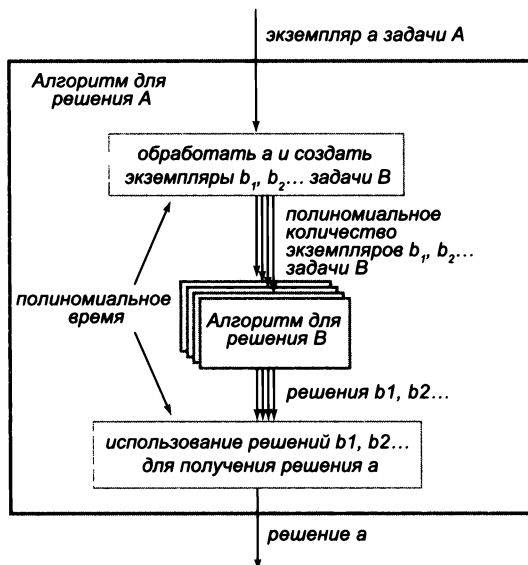 экземпляр a задачи A
Алгоритм для
решения A
обработать a и создать
экземпляры b₁, b₂... задачи B
полиномиальное
количество
экземпляров b₁, b₂...
задачи B
полиномиальное
время
Алгоритм для
решения B
решения b1, b2...
использование решений b1, b2...
для получения решения a
решение a